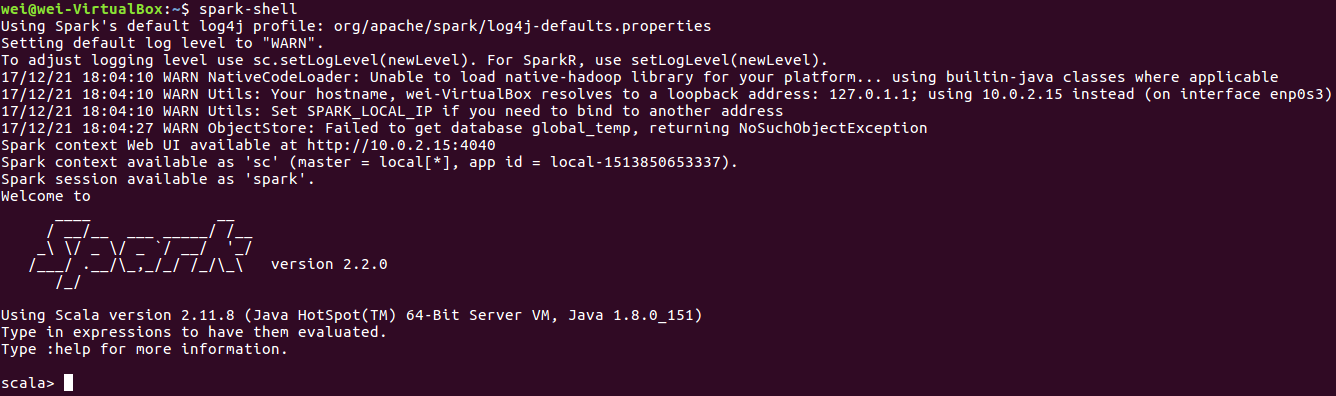 wei@wei-VirtualBox:~$ spark-shell
Using Spark's default log4j profile: org/apache/spark/log4j-defaults.properties
Setting default log level to "WARN".
To adjust logging level use sc.setLogLevel(newLevel). For SparkR, use setLogLevel(newLevel).
17/12/21 18:04:10 WARN NativeCodeLoader: Unable to load native-hadoop library for your platform... using builtin-java classes where applicable
17/12/21 18:04:10 WARN Utils: Your hostname, wei-VirtualBox resolves to a loopback address: 127.0.1.1; using 10.0.2.15 instead (on interface enp0s3)
17/12/21 18:04:10 WARN Utils: Set SPARK_LOCAL_IP if you need to bind to another address
17/12/21 18:04:27 WARN ObjectStore: Failed to get database global_temp, returning NoSuchObjectException
Spark context Web UI available at http://10.0.2.15:4040
Spark context available as 'sc' (master = local[*], app id = local-1513850653337).
Spark session available as 'spark'.
Welcome to
      ____              __
     / __/__  ___ _____/ /__
    _\ \/ _ \/ _ `/ __/  '_/
   /___/ .__/\_,_/_/ /_/\_\   version 2.2.0
      /_/
Using Scala version 2.11.8 (Java HotSpot(TM) 64-Bit Server VM, Java 1.8.0_151)
Type in expressions to have them evaluated.
Type :help for more information.
scala>